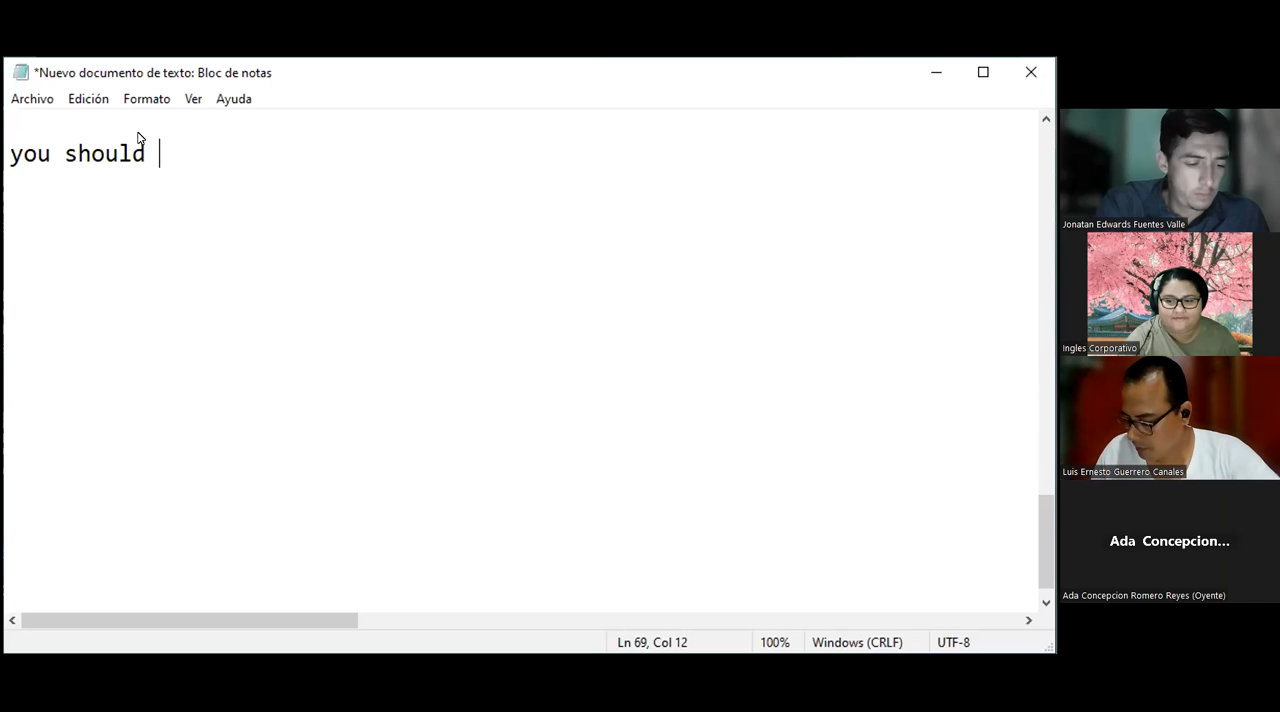 *Nuevo documento de texto: Bloc de notas
Archivo Edición Formato Ver Ayuda
you should
Jonatan Edwards Fuentes Valle
Ingles Corporativo
Luis Ernesto Guerrero Canales
Ada Concepcion...
Ada Concepcion Romero Reyes (Oyente)
Ln 69, Col 12 100% Windows (CRLF) UTF-8